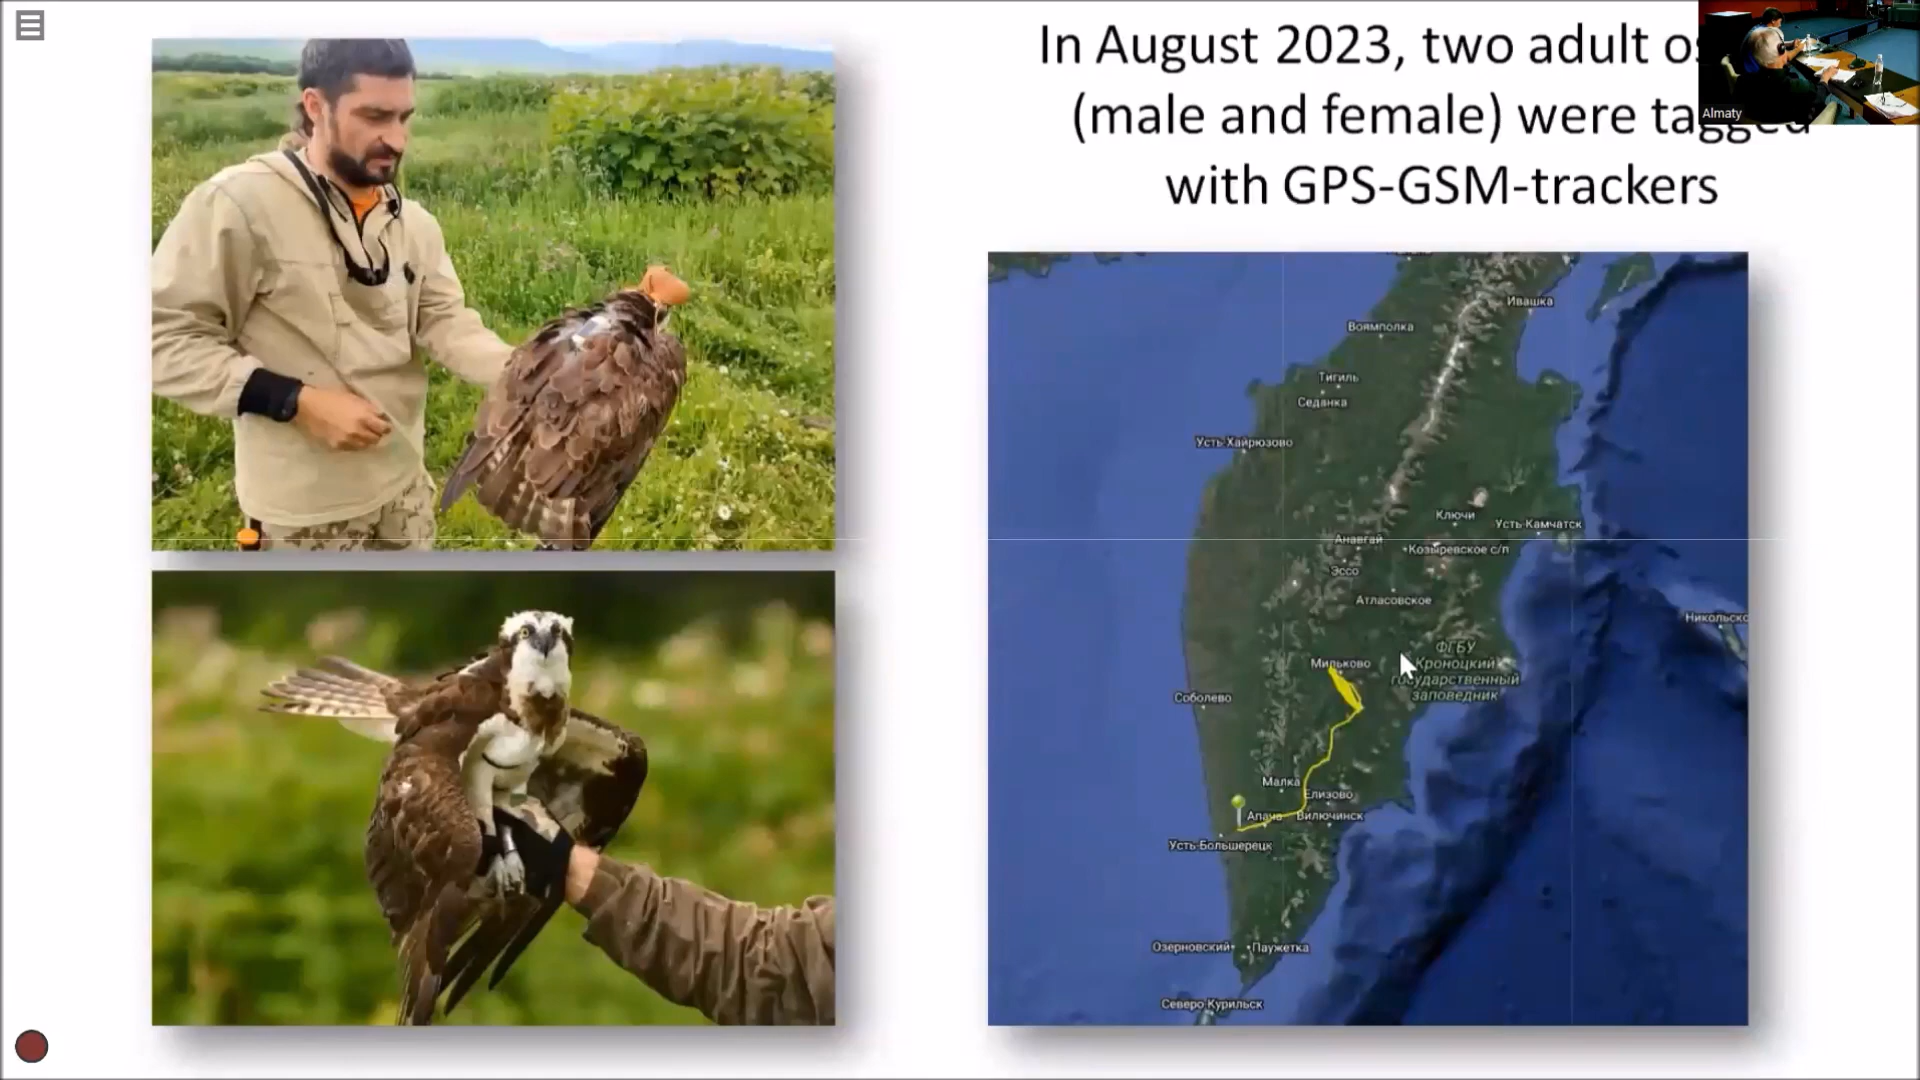 In August 2023, two adult
(male and female) were tagged
with GPS-GSM-trackers
Almaty
Ивашка
Воямполка
Тигиль
Седанка
Усть-Хайрюзово
Ключи
Усть-Камчатск
Анавгай
Козыревское с/п
Эссо
Атласовское
Никольско
ФГБУ
Кроноцкий
государственный
заповедник
Мильково
Соболево
Малка
Елизово
Апача
Вилючинск
Усть-Большерецк
Озерновский
Паужетка
Северо-Курильск